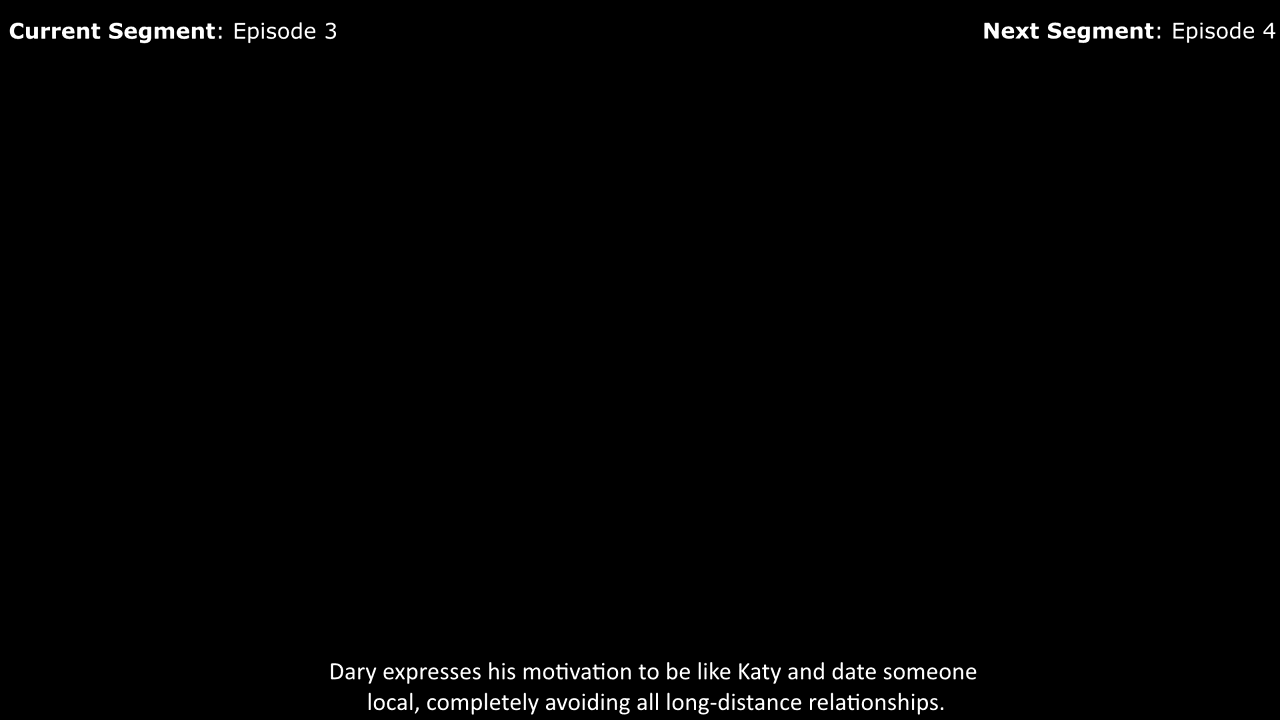 Current Segment: Episode 3
Next Segment: Episode 4
Dary expresses his motivation to be like Katy and date someone
local, completely avoiding all long-distance relationships.